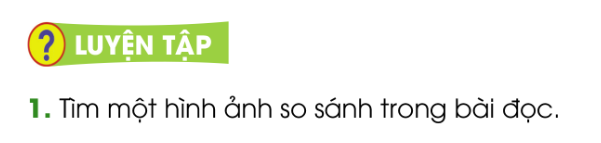 ? LUYỆN TẬP
1. Tìm một hình ảnh so sánh trong bài đọc.